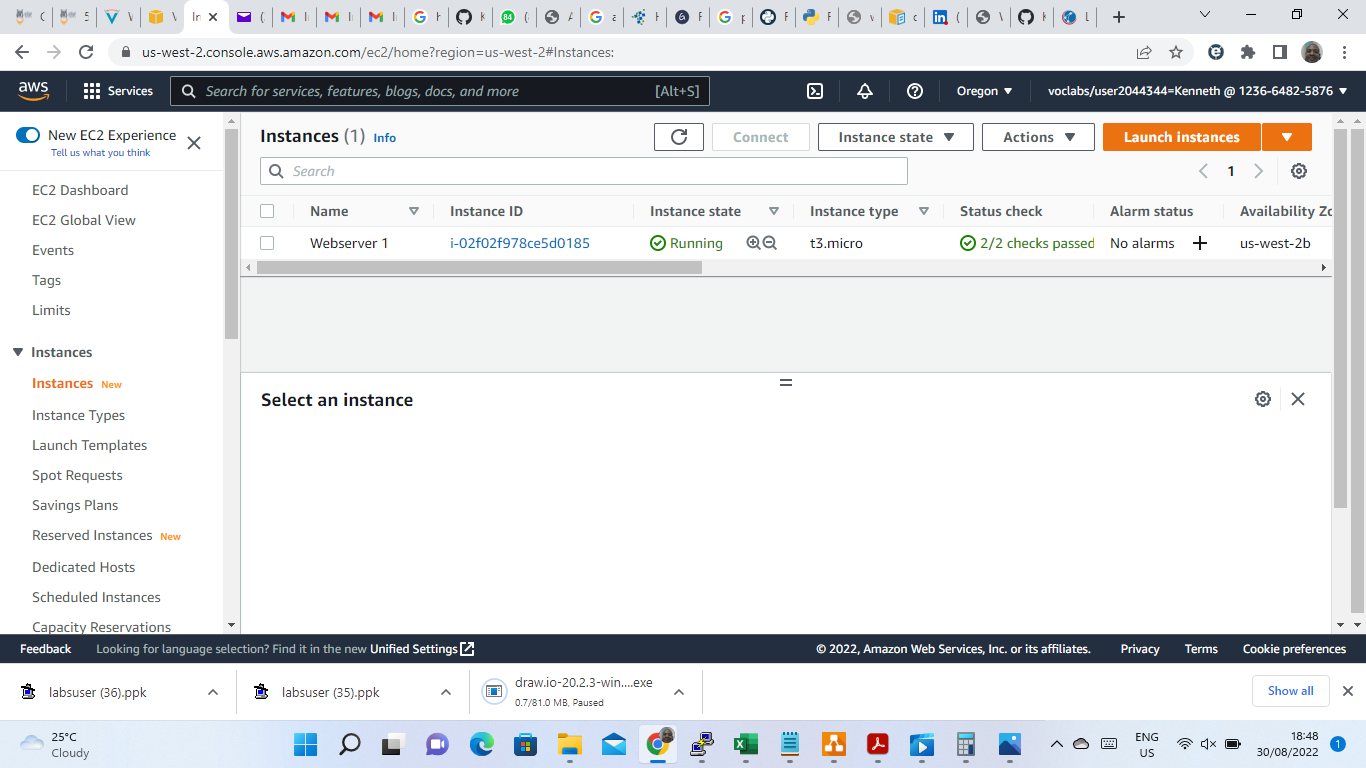 us-west-2.console.aws.amazon.com/ec2/home?region=us-west-2#Instances:
aws
Services
Search for services, features, blogs, docs, and more
[Alt+S]
Oregon
voclabs/user2044344=Kenneth @ 1236-6482-5876
New EC2 Experience
Tell us what you think
EC2 Dashboard
EC2 Global View
Events
Tags
Limits
Instances
Instances New
Instance Types
Launch Templates
Spot Requests
Savings Plans
Reserved Instances New
Dedicated Hosts
Scheduled Instances
Capacity Reservations
Instances (1) Info
Connect
Instance state
Actions
Launch instances
Search
1
Name
Instance ID
Instance state
Instance type
Status check
Alarm status
Availability Zo
Webserver 1
i-02f02f978ce5d0185
Running
t3.micro
2/2 checks passed
No alarms
us-west-2b
Select an instance
Feedback
Looking for language selection? Find it in the new Unified Settings
© 2022, Amazon Web Services, Inc. or its affiliates.
Privacy
Terms
Cookie preferences
labsuser (36).ppk
labsuser (35).ppk
draw.io-20.2.3-win....exe
0.7/81.0 MB, Paused
Show all
25°C
Cloudy
ENG
US
18:48
30/08/2022
1